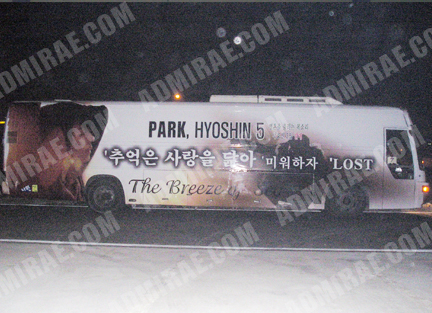 PARK, HYOSHIN 5
'추억은 사랑을 닮아 '미워하자 'LOST
The Breeze of
ADMIRAE.COM